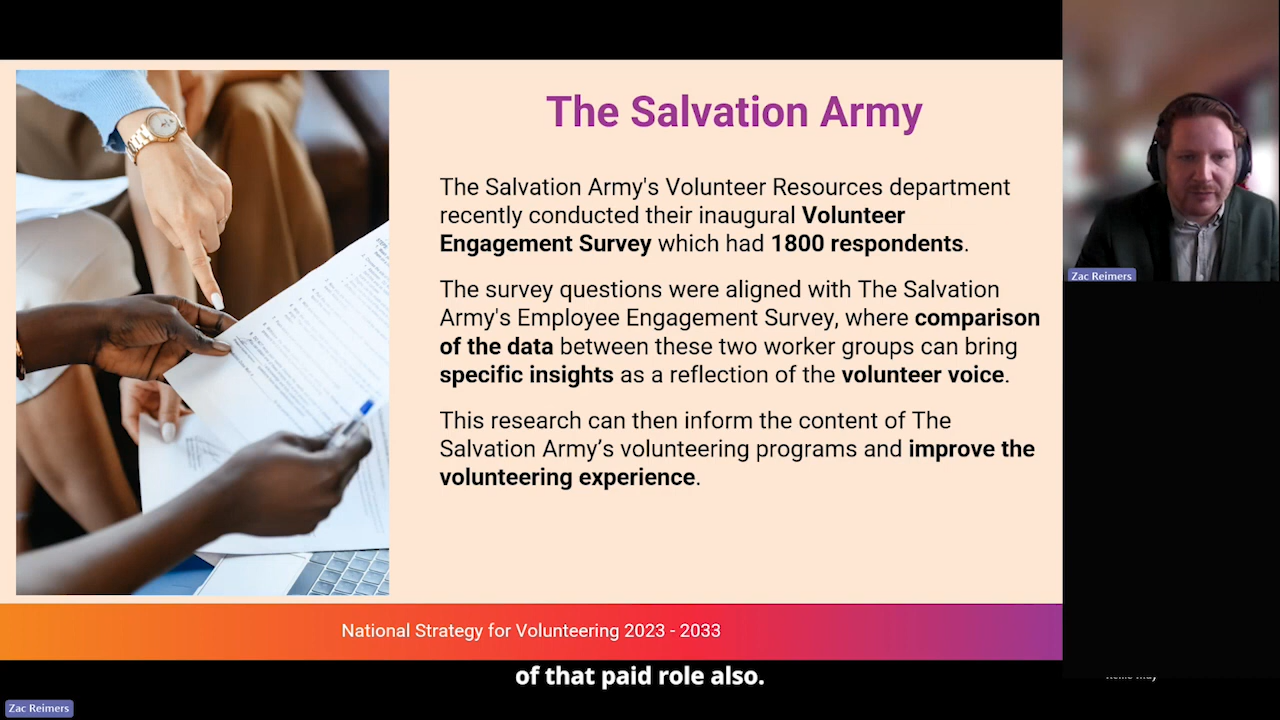 The Salvation Army
The Salvation Army's Volunteer Resources department
recently conducted their inaugural Volunteer
Engagement Survey which had 1800 respondents.
The survey questions were aligned with The Salvation
Army's Employee Engagement Survey, where comparison
of the data between these two worker groups can bring
specific insights as a reflection of the volunteer voice.
This research can then inform the content of The
Salvation Army’s volunteering programs and improve the
volunteering experience.
National Strategy for Volunteering 2023 - 2033
of that paid role also.
Zac Reimers
Zac Reimers